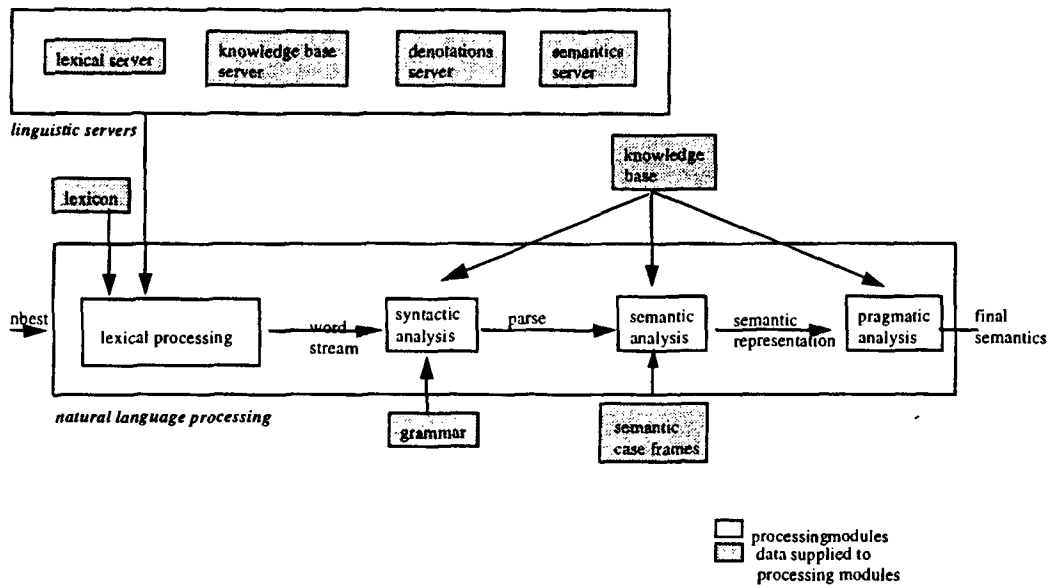 lexical server
knowledge base
server
denotations
server
semantics
server
linguistic servers
knowledge
base
lexicon
nbest
lexical processing
word
stream
syntactic
analysis
parse
semantic
analysis
semantic
representation
pragmatic
analysis
final
semantics
natural language processing
grammar
semantic
case frames
processingmodules
data supplied to
processing modules